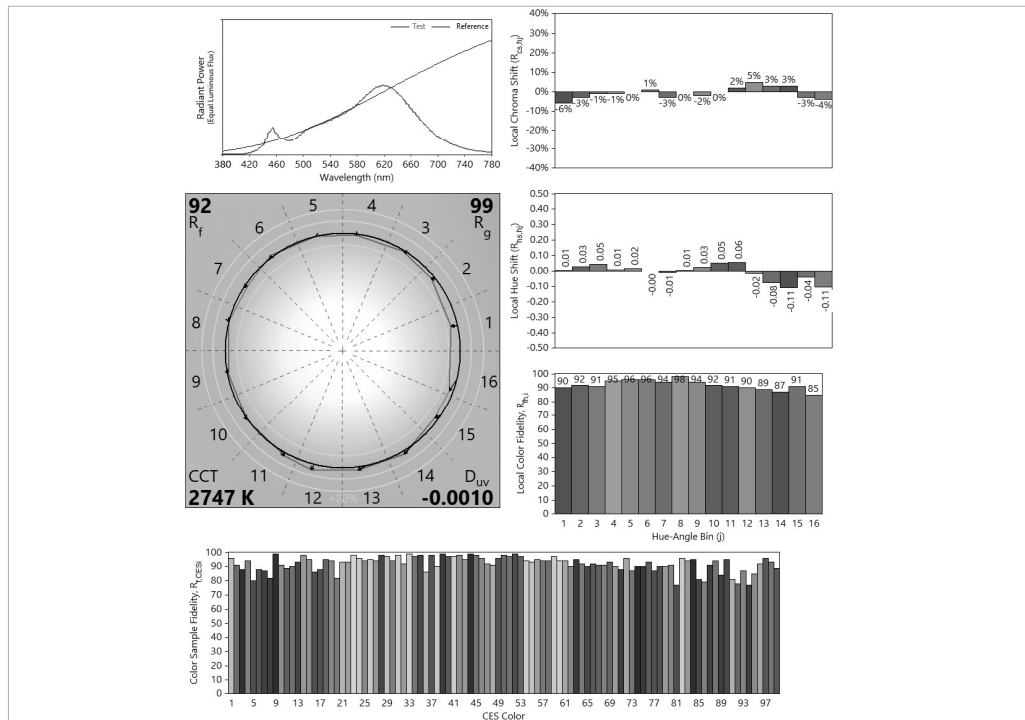 Test Reference
Radiant Power
(Equal Luminous Flux)
380 420 460 500 540 580 620 660 700 740 780
Wavelength (nm)
40%
30%
20%
10%
0%
-10%
-20%
-30%
-40%
Local Chroma Shift (Rcs,hj)
-6% -3% -1% -1% 0% 1% -3% 0% -2% 0% 2% 5% 3% 3% -3% -4%
92
Rf
99
Rg
1
2
3
4
5
6
7
8
9
10
11
12
13
14
15
16
+20%
CCT
2747 K
Duv
-0.0010
0.50
0.40
0.30
0.20
0.10
0.00
-0.10
-0.20
-0.30
-0.40
-0.50
Local Hue Shift (Rhs,hj)
0.01 0.03 0.05 0.01 0.02 -0.00 -0.01 0.01 0.03 0.05 0.06 -0.02 -0.08 -0.11 -0.04 -0.11
100
90
80
70
60
50
40
30
20
10
0
Local Color Fidelity, Rfh,i
90 92 91 95 96 96 94 98 94 92 91 90 89 87 91 85
1 2 3 4 5 6 7 8 9 10 11 12 13 14 15 16
Hue-Angle Bin (j)
100
90
80
70
60
50
40
30
20
10
0
Color Sample Fidelity, Rf,CESi
1 5 9 13 17 21 25 29 33 37 41 45 49 53 57 61 65 69 73 77 81 85 89 93 97
CES Color